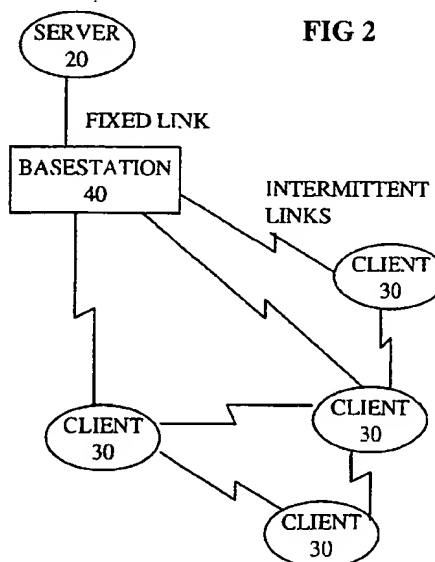 FIG 2
SERVER
20
FIXED LINK
BASESTATION
40
INTERMITTENT
LINKS
CLIENT
30
CLIENT
30
CLIENT
30
CLIENT
30